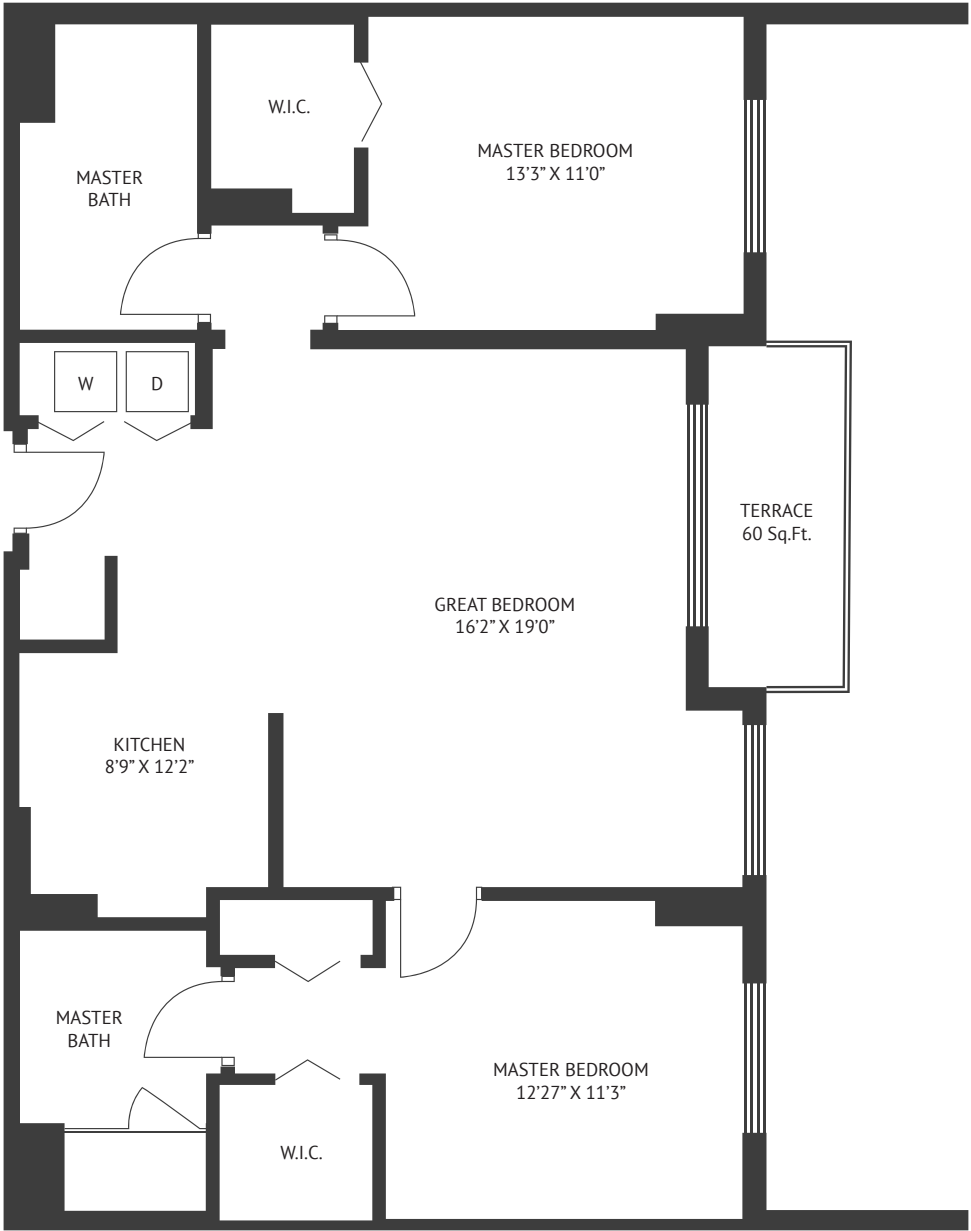 W.I.C.
MASTER BEDROOM
13’3” X 11’0”
MASTER
BATH
W
D
TERRACE
60 Sq.Ft.
GREAT BEDROOM
16’2” X 19’0”
KITCHEN
8’9” X 12’2”
MASTER
BATH
MASTER BEDROOM
12’27” X 11’3”
W.I.C.